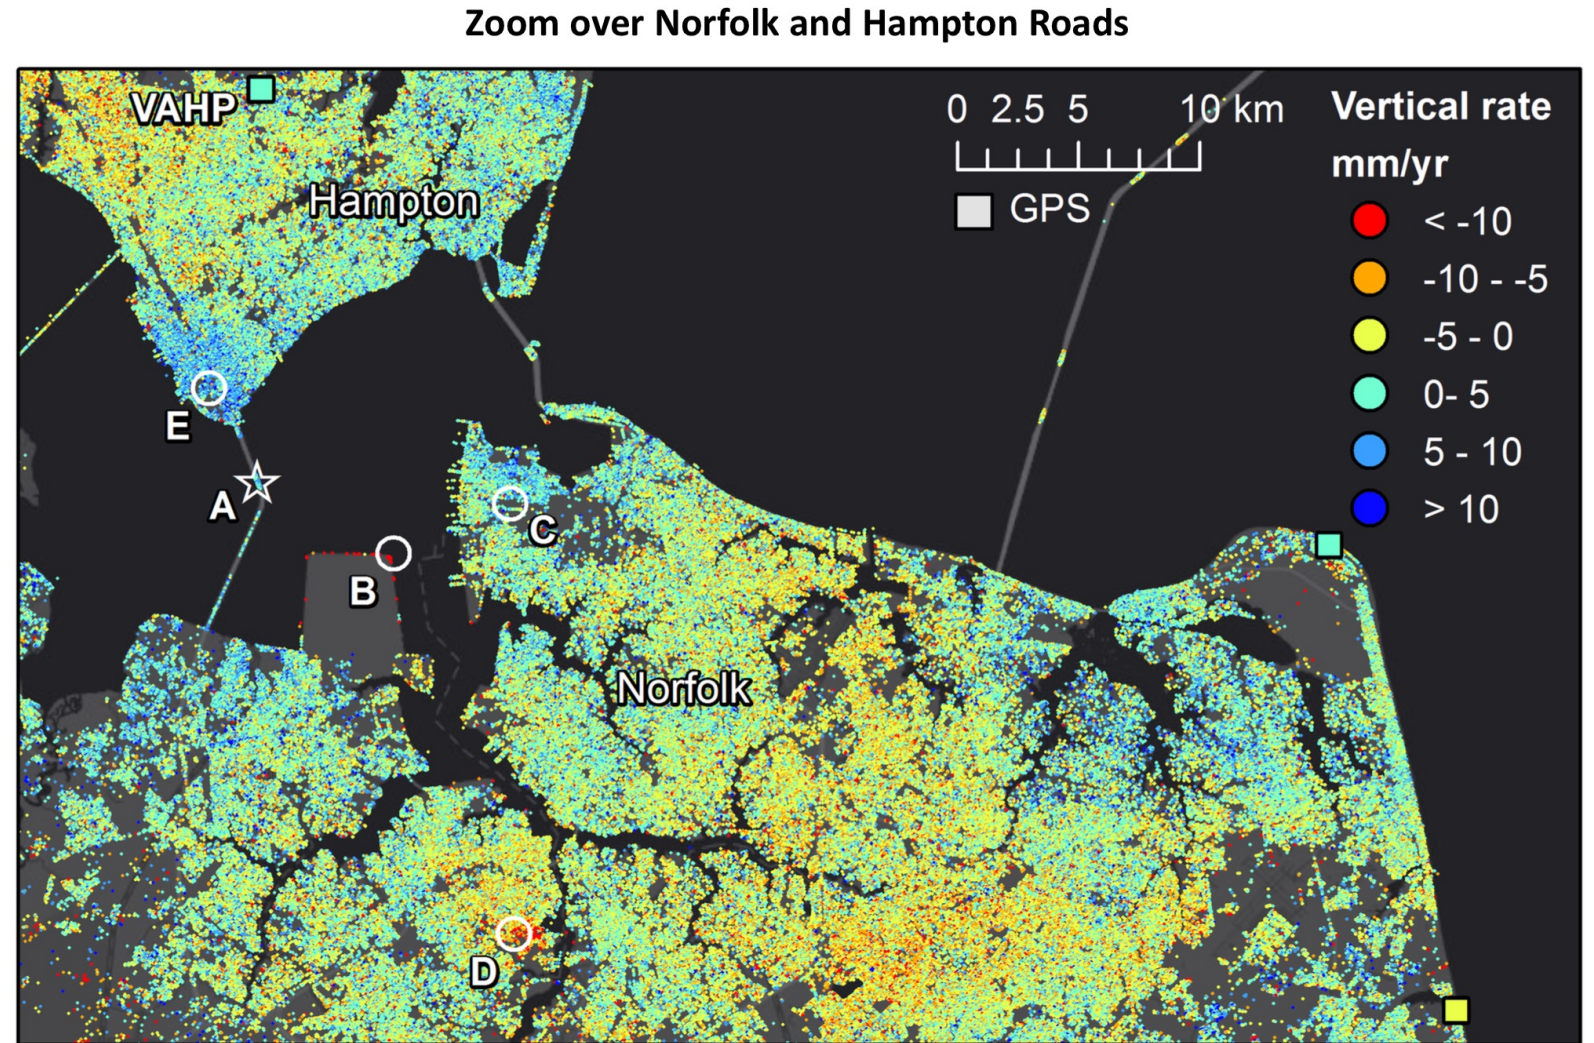 Zoom over Norfolk and Hampton Roads
VAHP
0 2.5 5 10 km
Vertical rate
mm/yr
GPS
Hampton
< -10
-10 - -5
-5 - 0
0- 5
5 - 10
> 10
E
A
C
B
Norfolk
D